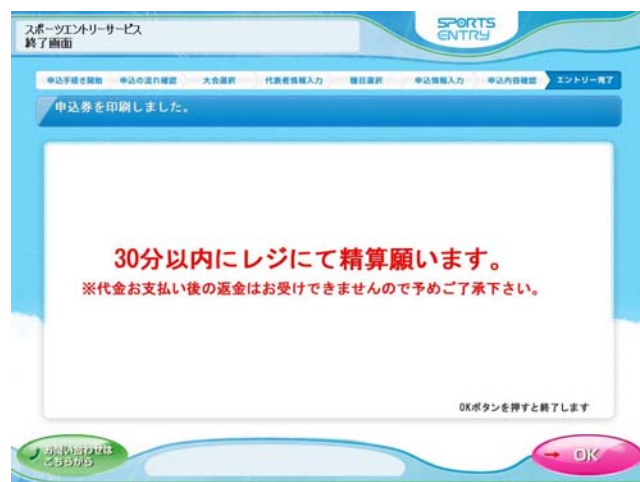 スポーツエントリーサービス
終了画面
SPORTS
ENTRY
申込手続き開始
申込の流れ確認
大会選択
代表者情報入力
種目選択
申込情報入力
申込内容確認
エントリー完了
申込券を印刷しました。
30分以内にレジにて精算願います。
※代金お支払い後の返金はお受けできませんので予めご了承下さい。
OKボタンを押すと終了します
お問い合わせは
こちらから
→ OK